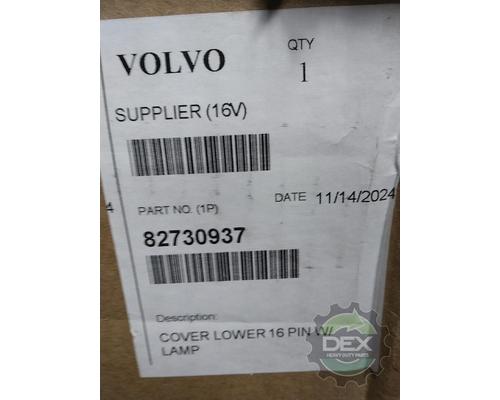 VOLVO
QTY
1
SUPPLIER (16V)
4
PART NO. (1P)
DATE 11/14/2024
82730937
Description:
COVER LOWER 16 PIN W/
LAMP
DEX
HEAVY DUTY PARTS